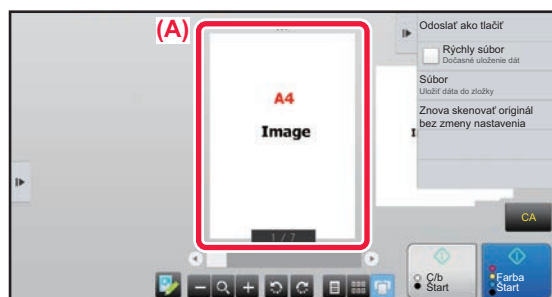 (A)
A4
Image
1 / 7
Odoslať ako tlačiť
Rýchly súbor
Dočasné uloženie dát
Súbor
Uložiť dáta do zložky
Znova skenovať originál
bez zmeny nastavenia
CA
Č/b
Štart
Farba
Štart